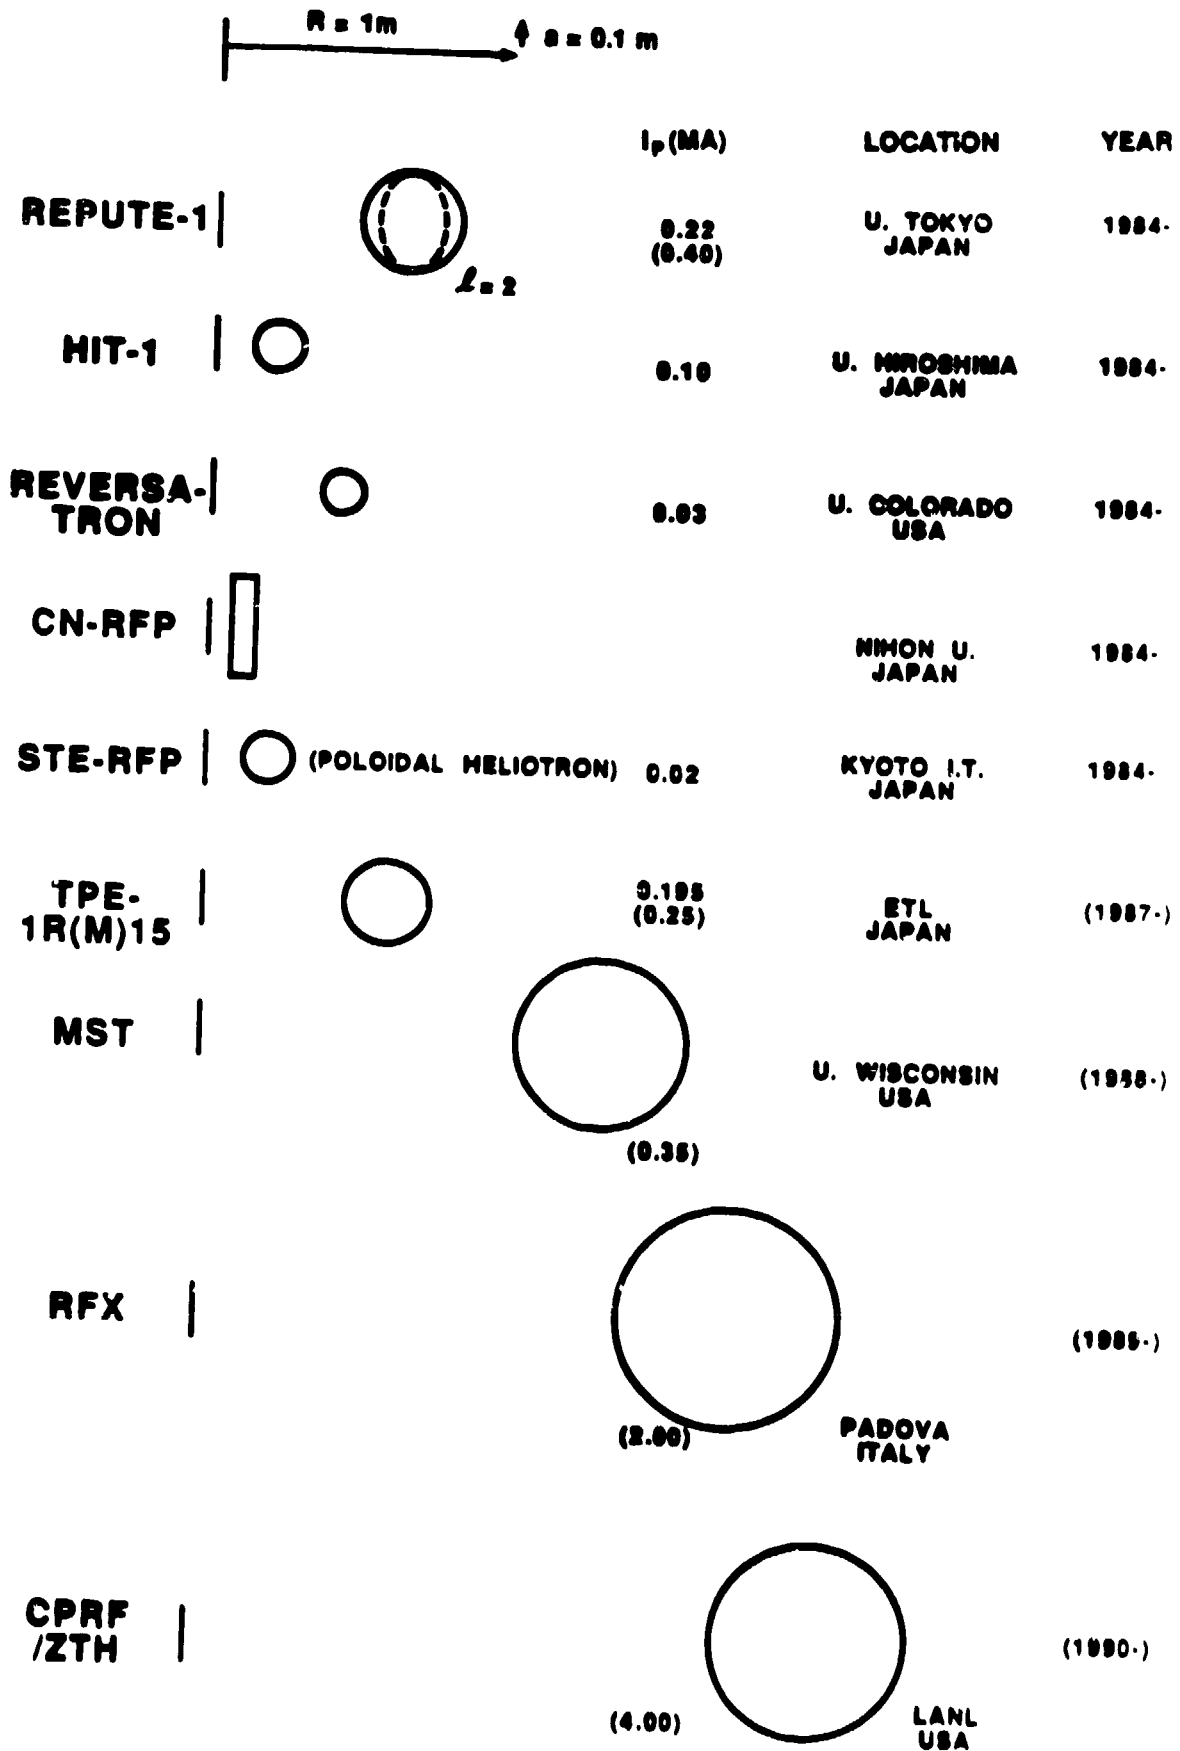 R = 1m
a = 0.1 m
Ip (MA) LOCATION YEAR
REPUTE-1 0.22 U. TOKYO 1984-
(0.40) JAPAN
ℓ = 2
HIT-1 0.10 U. HIROSHIMA 1984-
JAPAN
REVERSA- 0.03 U. COLORADO 1984-
TRON USA
CN-RFP NIHON U. 1984-
JAPAN
STE-RFP (POLOIDAL HELIOTRON) 0.02 KYOTO I.T. 1984-
JAPAN
TPE- 0.195 ETL (1987-)
1R(M)15 (0.25) JAPAN
MST U. WISCONSIN
USA
(0.35)
RFX
(2.00) PADOVA
ITALY
CPRF (1990-)
/ZTH
(4.00) LANL
USA